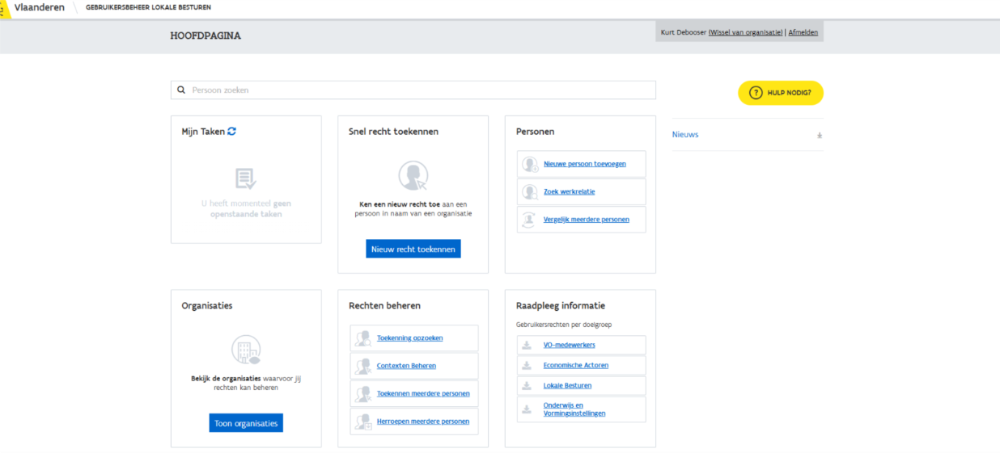 Vlaanderen
GEBRUIKERSBEHEER LOKALE BESTUREN
HOOFDPAGINA
Kurt Debooser (Wissel van organisatie) | Afmelden
Persoon zoeken
? HULP NODIG?
Nieuws
Mijn Taken
U heeft momenteel geen
openstaande taken
Snel recht toekennen
Ken een nieuw recht toe aan een
persoon in naam van een organisatie
Nieuw recht toekennen
Personen
Nieuwe persoon toevoegen
Zoek werkrelatie
Vergelijk meerdere personen
Organisaties
Bekijk de organisaties waarvoor jij
rechten kan beheren
Toon organisaties
Rechten beheren
Toekenning opzoeken
Contexten Beheren
Toekennen meerdere personen
Herroepen meerdere personen
Raadpleeg informatie
Gebruikersrechten per doelgroep
VO-medewerkers
Economische Actoren
Lokale Besturen
Onderwijs en
Vormingsinstellingen